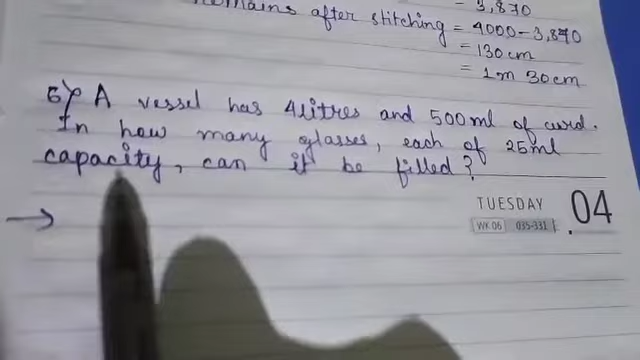 3,870
remains after stitching = 4000-3,870
= 130 cm
= 1m 30cm
6) A vessel has 4litres and 500ml of curd.
In how many glasses, each of 25ml
capacity, can it be filled?
→
TUESDAY 04
WK 06 035-331